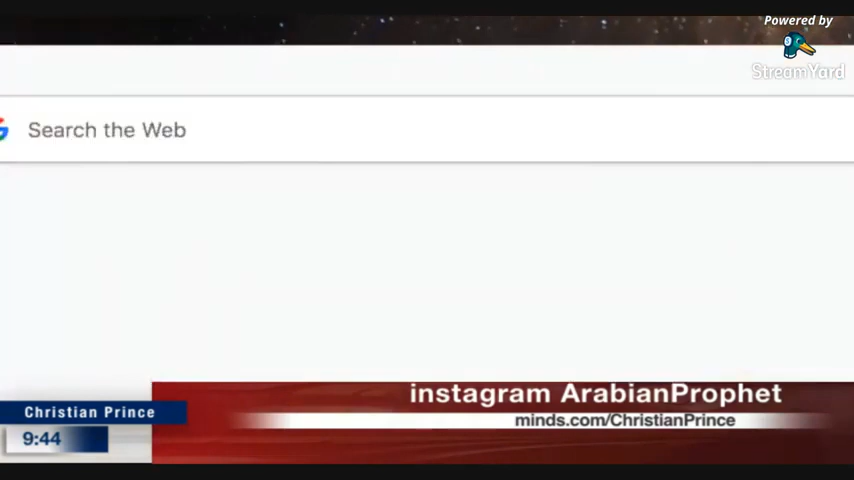 Powered by
StreamYard
Search the Web
instagram ArabianProphet
Christian Prince
minds.com/ChristianPrince
9:44